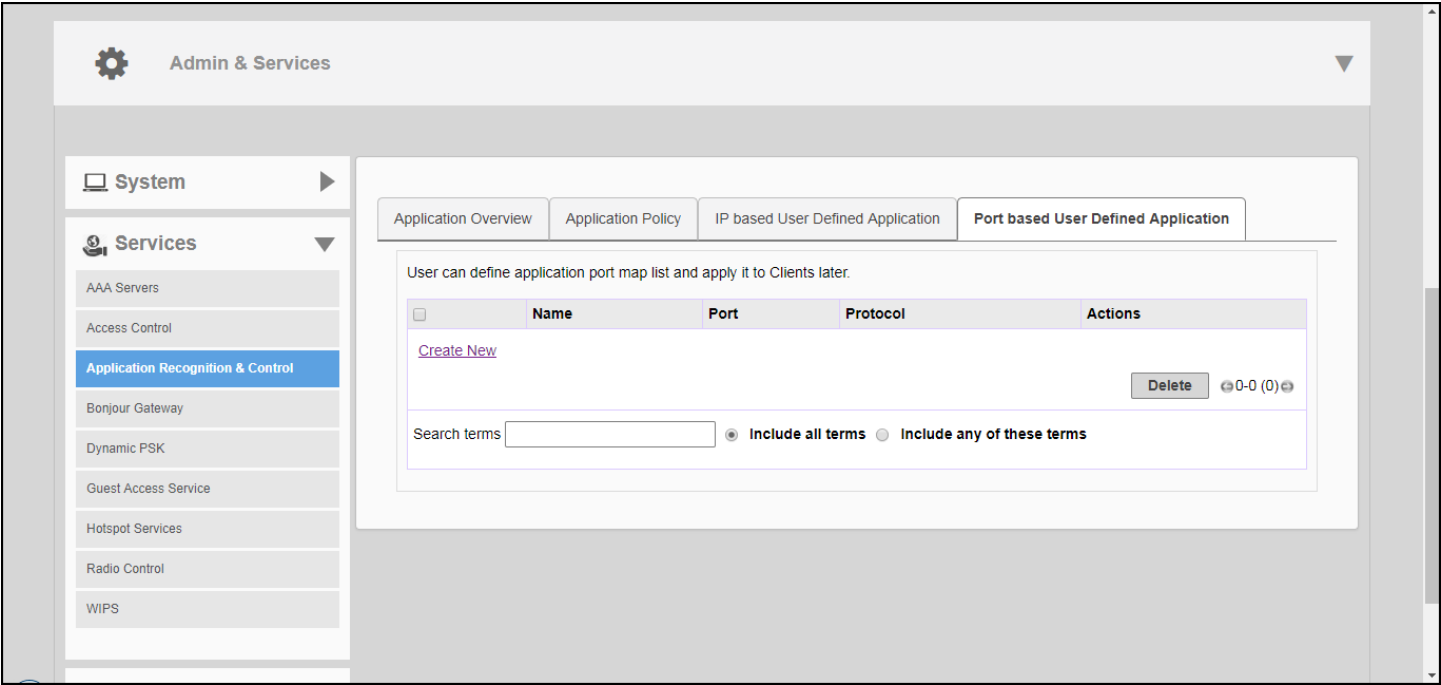 Admin & Services
System
Services
AAA Servers
Access Control
Application Recognition & Control
Bonjour Gateway
Dynamic PSK
Guest Access Service
Hotspot Services
Radio Control
WIPS
Application Overview Application Policy IP based User Defined Application Port based User Defined Application
User can define application port map list and apply it to Clients later.
Name Port Protocol Actions
Create New
Delete 0-0 (0)
Search terms Include all terms Include any of these terms